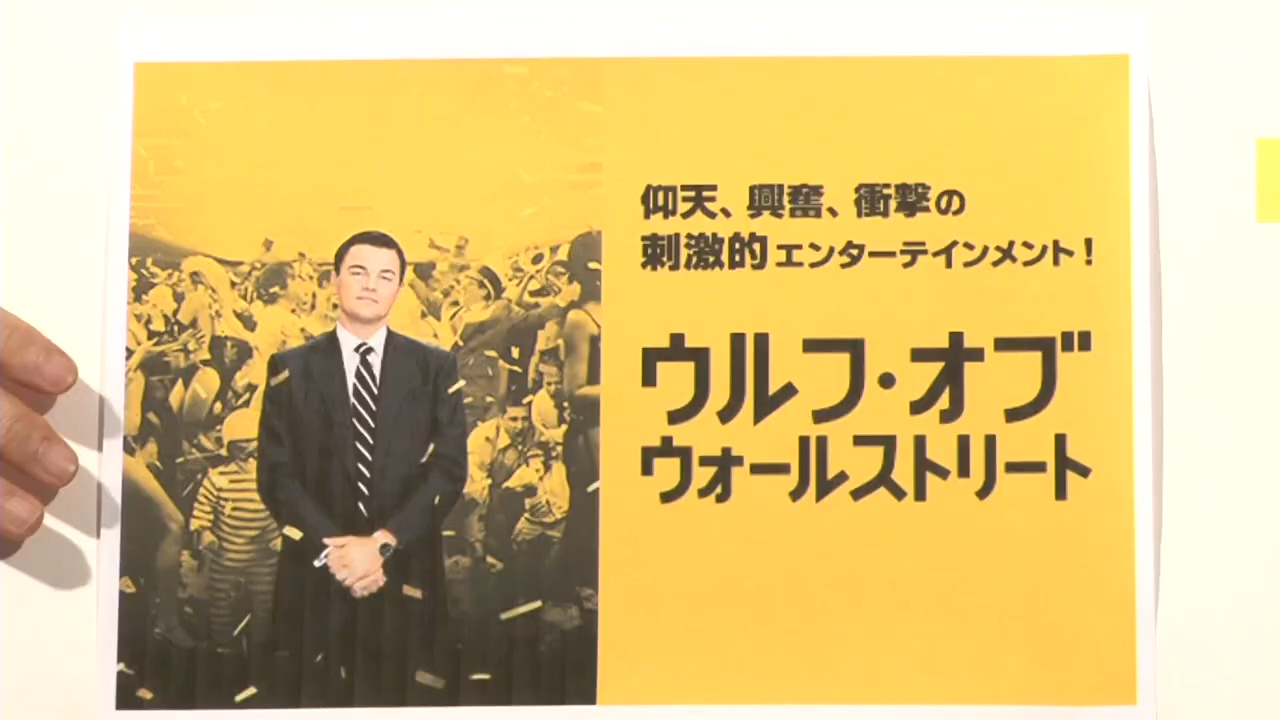 仰天、興奮、衝撃の
刺激的エンターテインメント!
ウルフ・オブ
ウォールストリート